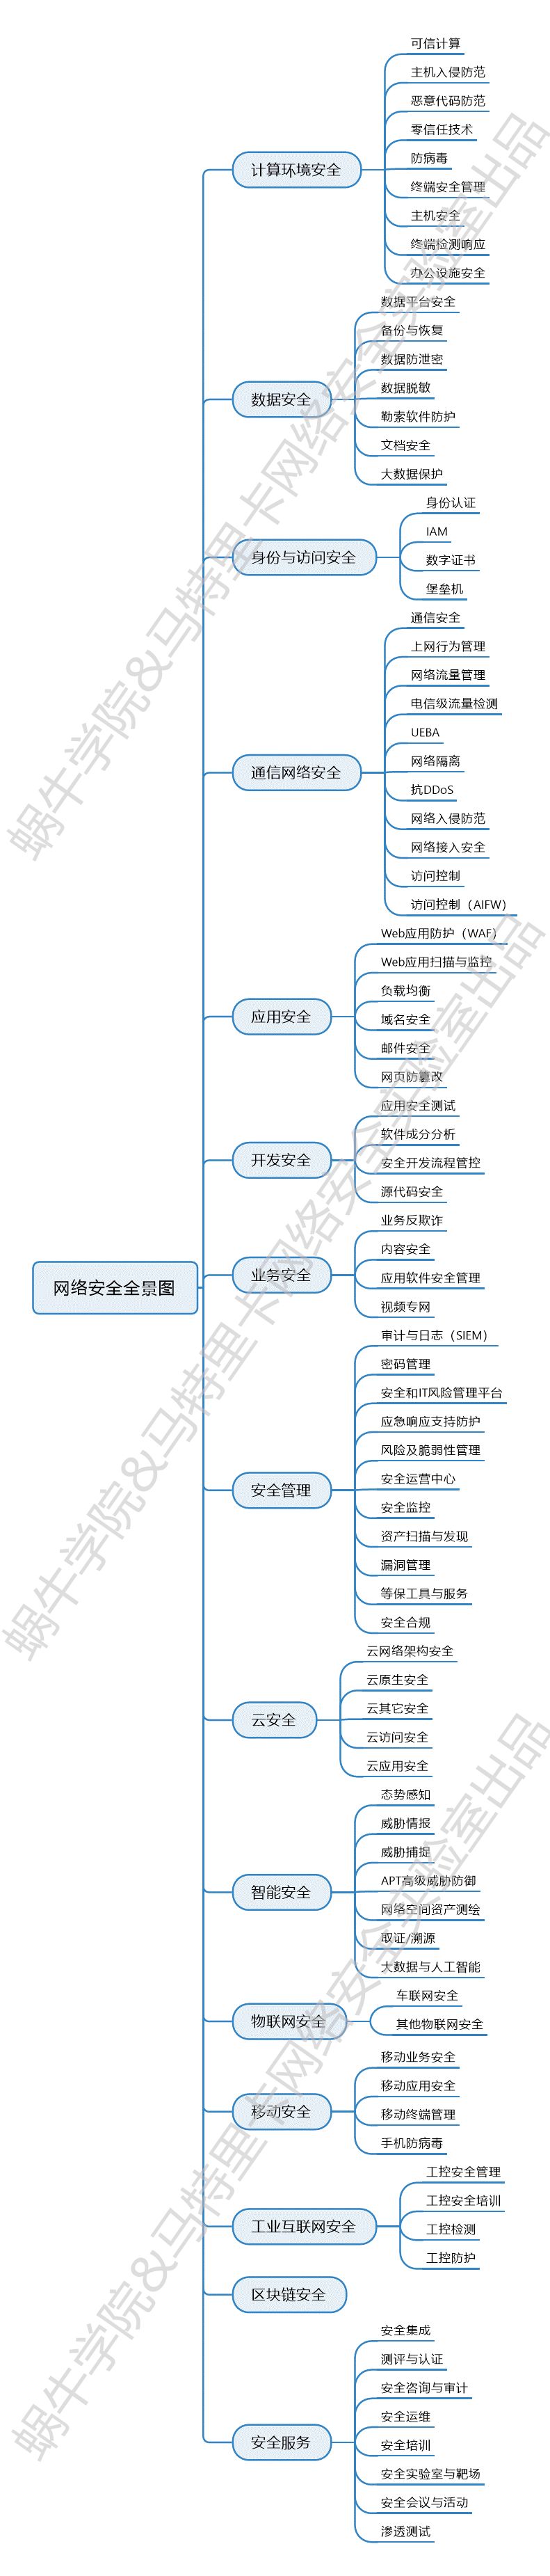 网络安全全景图
计算环境安全
可信计算
主机入侵防范
恶意代码防范
零信任技术
防病毒
终端安全管理
主机安全
终端检测响应
办公设施安全
数据安全
数据平台安全
备份与恢复
数据防泄密
数据脱敏
勒索软件防护
文档安全
大数据保护
身份与访问安全
身份认证
IAM
数字证书
堡垒机
通信网络安全
通信安全
上网行为管理
网络流量管理
电信级流量检测
UEBA
网络隔离
抗DDoS
网络入侵防范
网络接入安全
访问控制
访问控制（AIFW）
应用安全
Web应用防护（WAF）
Web应用扫描与监控
负载均衡
域名安全
邮件安全
网页防篡改
开发安全
应用安全测试
软件成分分析
安全开发流程管控
源代码安全
业务安全
业务反欺诈
内容安全
应用软件安全管理
视频专网
安全管理
审计与日志（SIEM）
密码管理
安全和IT风险管理平台
应急响应支持防护
风险及脆弱性管理
安全运营中心
安全监控
资产扫描与发现
漏洞管理
等保工具与服务
安全合规
云安全
云网络架构安全
云原生安全
云其它安全
云访问安全
云应用安全
智能安全
态势感知
威胁情报
威胁捕捉
APT高级威胁防御
网络空间资产测绘
取证/溯源
大数据与人工智能
物联网安全
车联网安全
其他物联网安全
移动安全
移动业务安全
移动应用安全
移动终端管理
手机防病毒
工业互联网安全
工控安全管理
工控安全培训
工控检测
工控防护
区块链安全
安全服务
安全集成
测评与认证
安全咨询与审计
安全运维
安全培训
安全实验室与靶场
安全会议与活动
渗透测试
蜗牛学院&马特里卡网络安全实验室出品
蜗牛学院&马特里卡网络安全实验室出品
蜗牛学院&马特里卡网络安全实验室出品